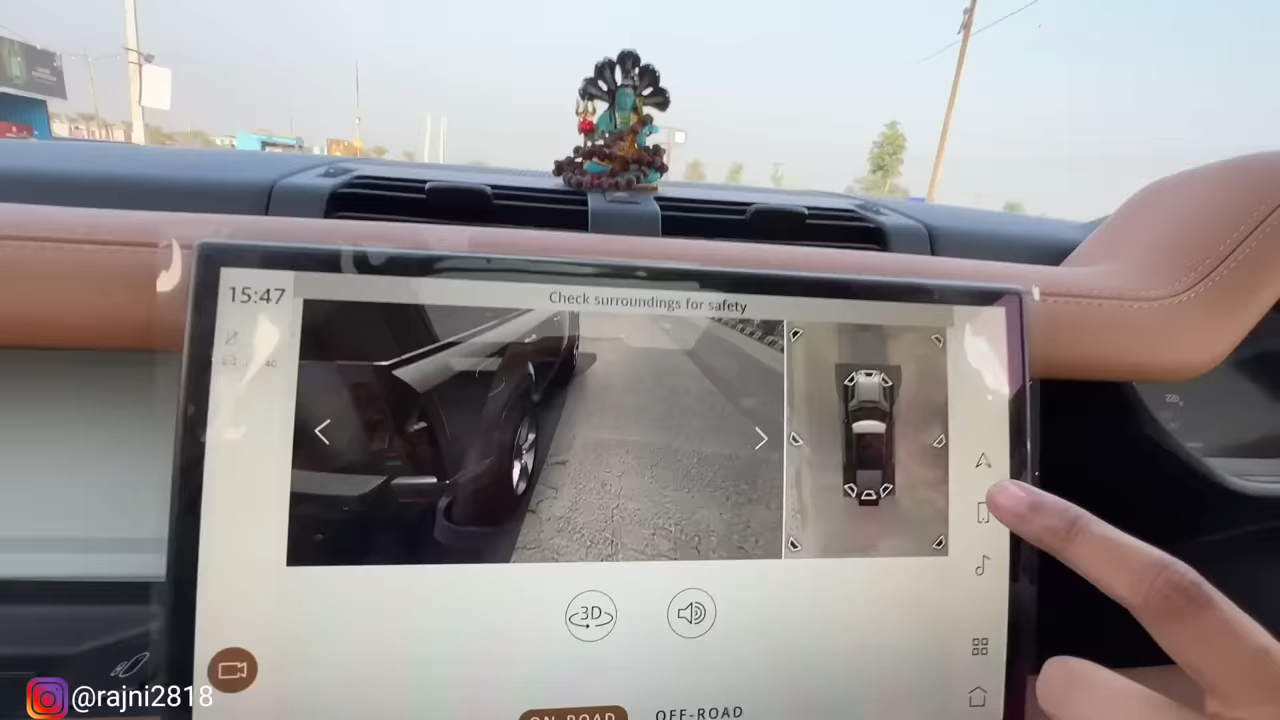 15:47
Check surroundings for safety
3D
ON-ROAD
OFF-ROAD
@rajni2818